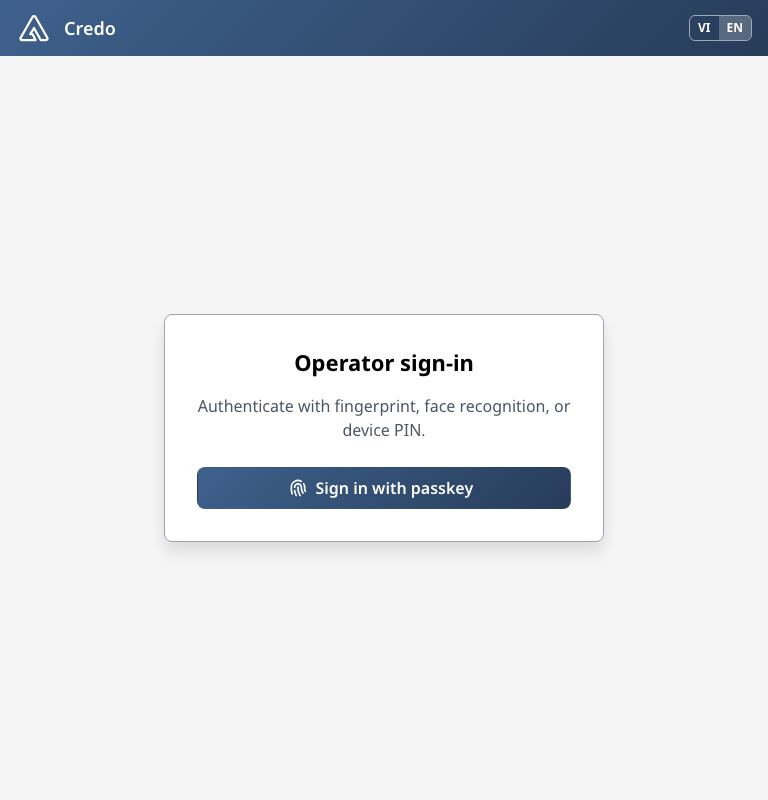 Credo
VI EN
Operator sign-in
Authenticate with fingerprint, face recognition, or
device PIN.
Sign in with passkey